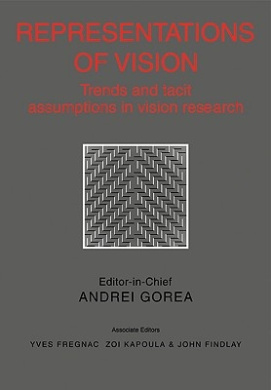 REPRESENTATIONS
OF VISION
Trends and tacit
assumptions in vision research
Editor-in-Chief
ANDREI GOREA
Associate Editors
YVES FREGNAC ZOI KAPOULA & JOHN FINDLAY